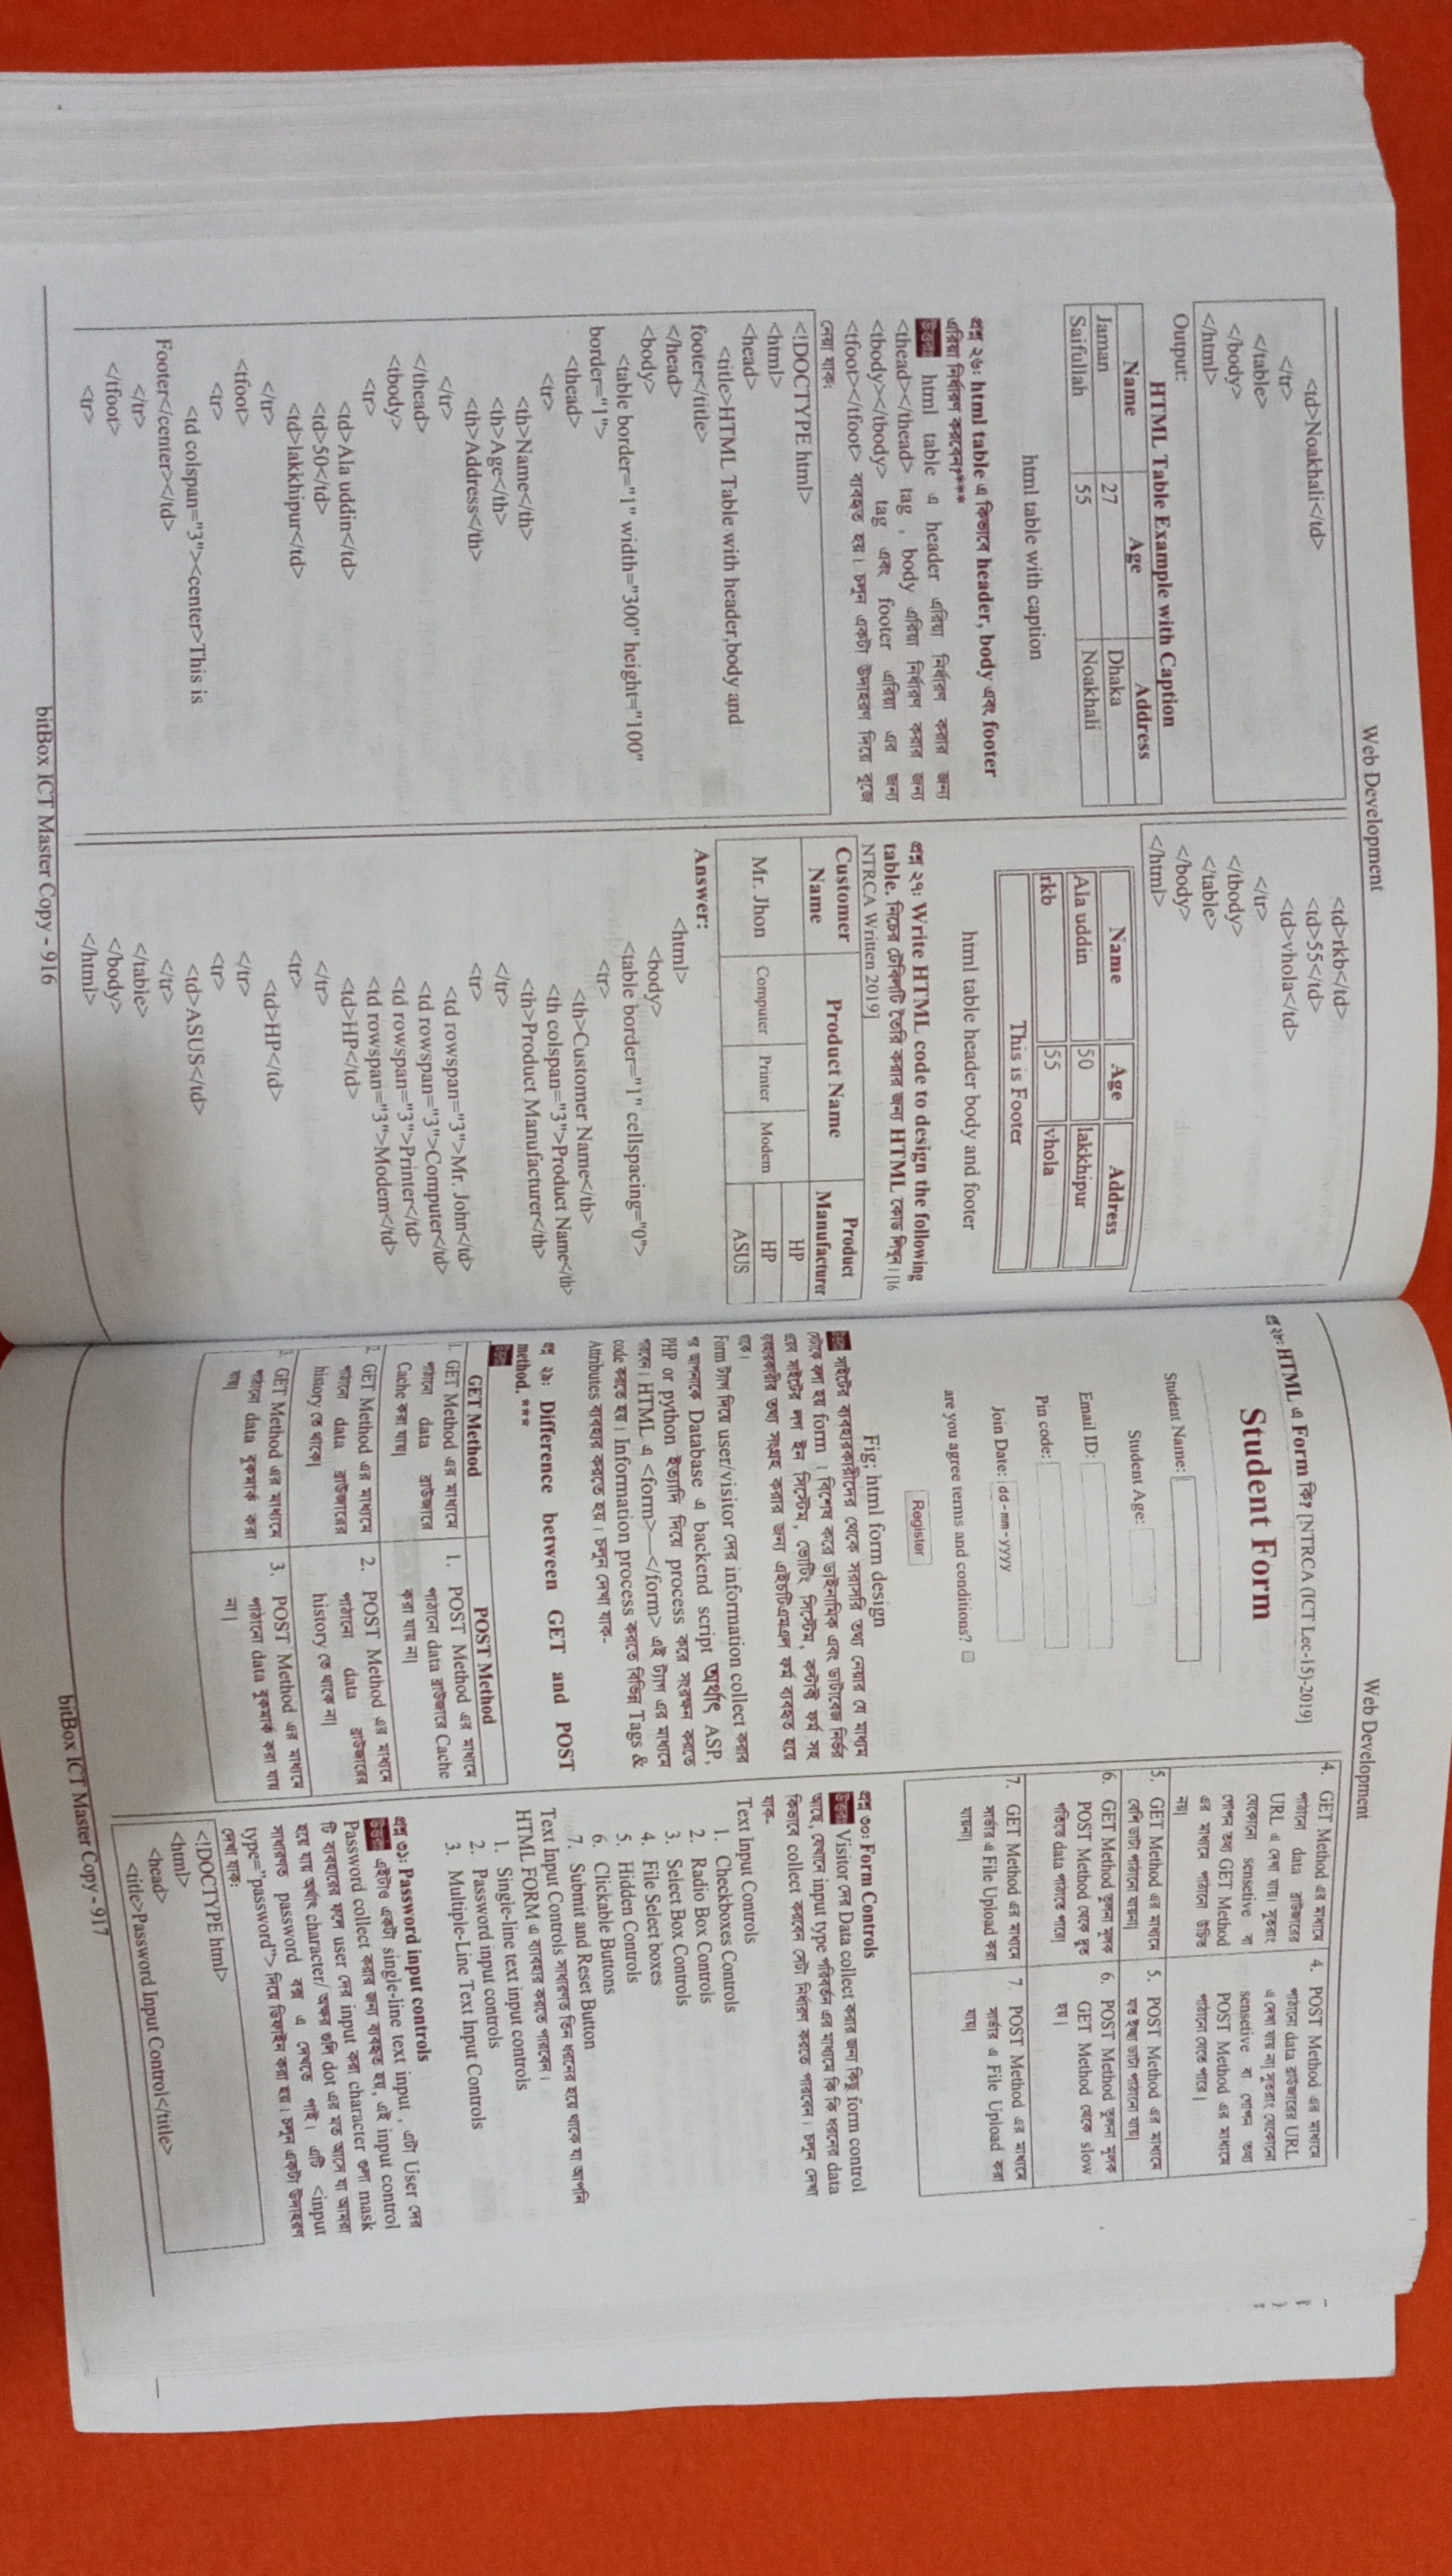 Web Development
<td>Noakhali</td>
</tr>
</table>
</body>
</html>
Output:
HTML Table Example with Caption
Name Age Address
Jaman 27 Dhaka
Saifullah 55 Noakhali
html table with caption
প্রশ্ন ২৬: html table এ কিভাবে header, body এবং footer
এরিয়া নির্ধারণ করবেন?***
উত্তরঃ html table এ header এরিয়া নির্ধারণ করার জন্য
<thead></thead> tag , body এরিয়া নির্ধারণ করার জন্য
<tbody></tbody> tag এবং footer এরিয়া এর জন্য
<tfoot></tfoot> ব্যবহৃত হয়। চলুন একটা উদাহরণ দিয়ে বুজে
নেয়া যাক:
<!DOCTYPE html>
<html>
<head>
<title>HTML Table with header,body and
footer</title>
</head>
<body>
<table border="1" width="300" height="100"
border="1">
<thead>
<tr>
<th>Name</th>
<th>Age</th>
<th>Address</th>
</tr>
</thead>
<tbody>
<tr>
<td>Ala uddin</td>
<td>50</td>
<td>lakkhipur</td>
</tr>
<tfoot>
<tr>
<td colspan="3"><center>This is
Footer</center></td>
</tr>
</tfoot>
<tr>
<td>rkb</td>
<td>55</td>
<td>vhola</td>
</tr>
</tbody>
</table>
</body>
</html>
Name Age Address
Ala uddin 50 lakkhipur
rkb 55 vhola
This is Footer
html table header body and footer
প্রশ্ন ২৭: Write HTML code to design the following
table. নিচের টেবিলটি তৈরি করার জন্য HTML কোড লিখুন। [16
NTRCA Written 2019]
Customer Name Product Name Product Manufacturer
Mr. Jhon Computer Printer Modem HP
HP
ASUS
Answer:
<html>
<body>
<table border="1" cellspacing="0">
<tr>
<th>Customer Name</th>
<th colspan="3">Product Name</th>
<th>Product Manufacturer</th>
</tr>
<tr>
<td rowspan="3">Mr. John</td>
<td rowspan="3">Computer</td>
<td rowspan="3">Printer</td>
<td rowspan="3">Modem</td>
<td>HP</td>
</tr>
<tr>
<td>HP</td>
</tr>
<tr>
<td>ASUS</td>
</tr>
</table>
</body>
</html>
bitBox ICT Master Copy - 916
Web Development
প্রশ্ন ২৮: HTML এ Form কি? [NTRCA (ICT Lec-15)-2019]
Student Form
Student Name:
Student Age:
Email ID:
Pin code:
Join Date: dd-mm-yyyy
are you agree terms and conditions?
Register
Fig; html form design
সাইটের ব্যবহারকারীদের থেকে সরাসরি তথ্য নেয়ার যে মাধ্যম
সেটাকে বলা হয় form । বিশেষ করে ডাইনামিক এবং ডাটাবেজ নির্ভর
এসব সাইটের লগ ইন সিস্টেম, ভোটিং সিস্টেম, কন্টাক্ট ফর্ম সহ
ব্যবহারকারীর তথ্য সংগ্রহ করার জন্য এইচটিএমএল ফর্ম ব্যবহৃত হয়ে
থাকে।
Form ট্যাগ দিয়ে user/visitor দের information collect করার
পর আপনাকে Database এ backend script অর্থাৎ ASP,
PHP or python ইত্যাদি দিয়ে process করে সংরক্ষন করতে
পারবেন। HTML এ <form>—</form> এই ট্যাগ এর মাধ্যমে
code করতে হয়। Information process করতে বিভিন্ন Tags &
Attributes ব্যবহার করতে হয়। চলুন দেখা যাক-
প্রশ্ন ২৯: Difference between GET and POST
method. ***
উত্তরঃ
GET Method POST Method
1. GET Method এর মাধ্যমে পাঠানো data ব্রাউজারে Cache করা যায়| 1. POST Method এর মাধ্যমে পাঠানো data ব্রাউজারে Cache করা যায় না|
2. GET Method এর মাধ্যমে পাঠানো data ব্রাউজারের history তে থাকে| 2. POST Method এর মাধ্যমে পাঠানো data ব্রাউজারের history তে থাকে না|
3. GET Method এর মাধ্যমে পাঠানো data বুকমার্ক করা যায়| 3. POST Method এর মাধ্যমে পাঠানো data বুকমার্ক করা যায় না |
4. GET Method এর মাধ্যমে পাঠানো data ব্রাউজারের URL এ দেখা যায়। সুতরাং যেকোনো sensetive বা গোপন তথ্য GET Method এর মাধ্যমে পাঠানো উচিত নয়| 4. POST Method এর মাধ্যমে পাঠানো data ব্রাউজারের URL এ দেখা যায় না| সুতরাং যেকোনো sensetive বা গোপন তথ্য POST Method এর মাধ্যমে পাঠানো যেতে পারে |
5. GET Method এর মাধ্যমে বেশি ডাটা পাঠানো যায়না| 5. POST Method এর মাধ্যমে যত ইচ্ছা ডাটা পাঠানো যায়|
6. GET Method তুলনা মূলক POST Method থেকে দ্রুত গতিতে data পাঠাতে পারে| 6. POST Method তুলনা মূলক GET Method থেকে slow হয় |
7. GET Method এর মাধ্যমে সার্ভার এ File Upload করা যায়না| 7. POST Method এর মাধ্যমে সার্ভার এ File Upload করা যায়|
প্রশ্ন ৩০: Form Controls
উত্তরঃ Visitor দের Data collect করার জন্য কিছু form control
আছে, যেখানে input type পরিবর্তন এর মাধ্যমে কি কি ধরনের data
কিভাবে collect করবেন সেটা নির্ধারণ করতে পারবেন। চলুন দেখা
যাক-
Text Input Controls
1. Checkboxes Controls
2. Radio Box Controls
3. Select Box Controls
4. File Select boxes
5. Hidden Controls
6. Clickable Buttons
7. Submit and Reset Button
Text Input Controls সাধারণত তিন ধরনের হয়ে থাকে যা আপনি
HTML FORM এ ব্যাবহার করতে পারবেন।
1. Single-line text input controls
2. Password input controls
3. Multiple-Line Text Input Controls
প্রশ্ন ৩১: Password input controls
উত্তরঃ এইটাও একটা single-line text input , এটা User দের
Password collect করার জন্য ব্যবহৃত হয়, এই input control
টি ব্যবহারের ফলে user দের input করা character গুলা mask
হয়ে যায় অর্থাৎ character/ অক্ষর গুলি dot এর মত আসে যা আমরা
সাধারণত password বক্স এ দেখতে পাই। এটি <input
type="password"> দিয়ে ডিফাইন করা হয়। চলুন একটা উদাহরণ
দেখা যাক:
<!DOCTYPE html>
<html>
<head>
<title>Password Input Control</title>
bitBox ICT Master Copy - 917